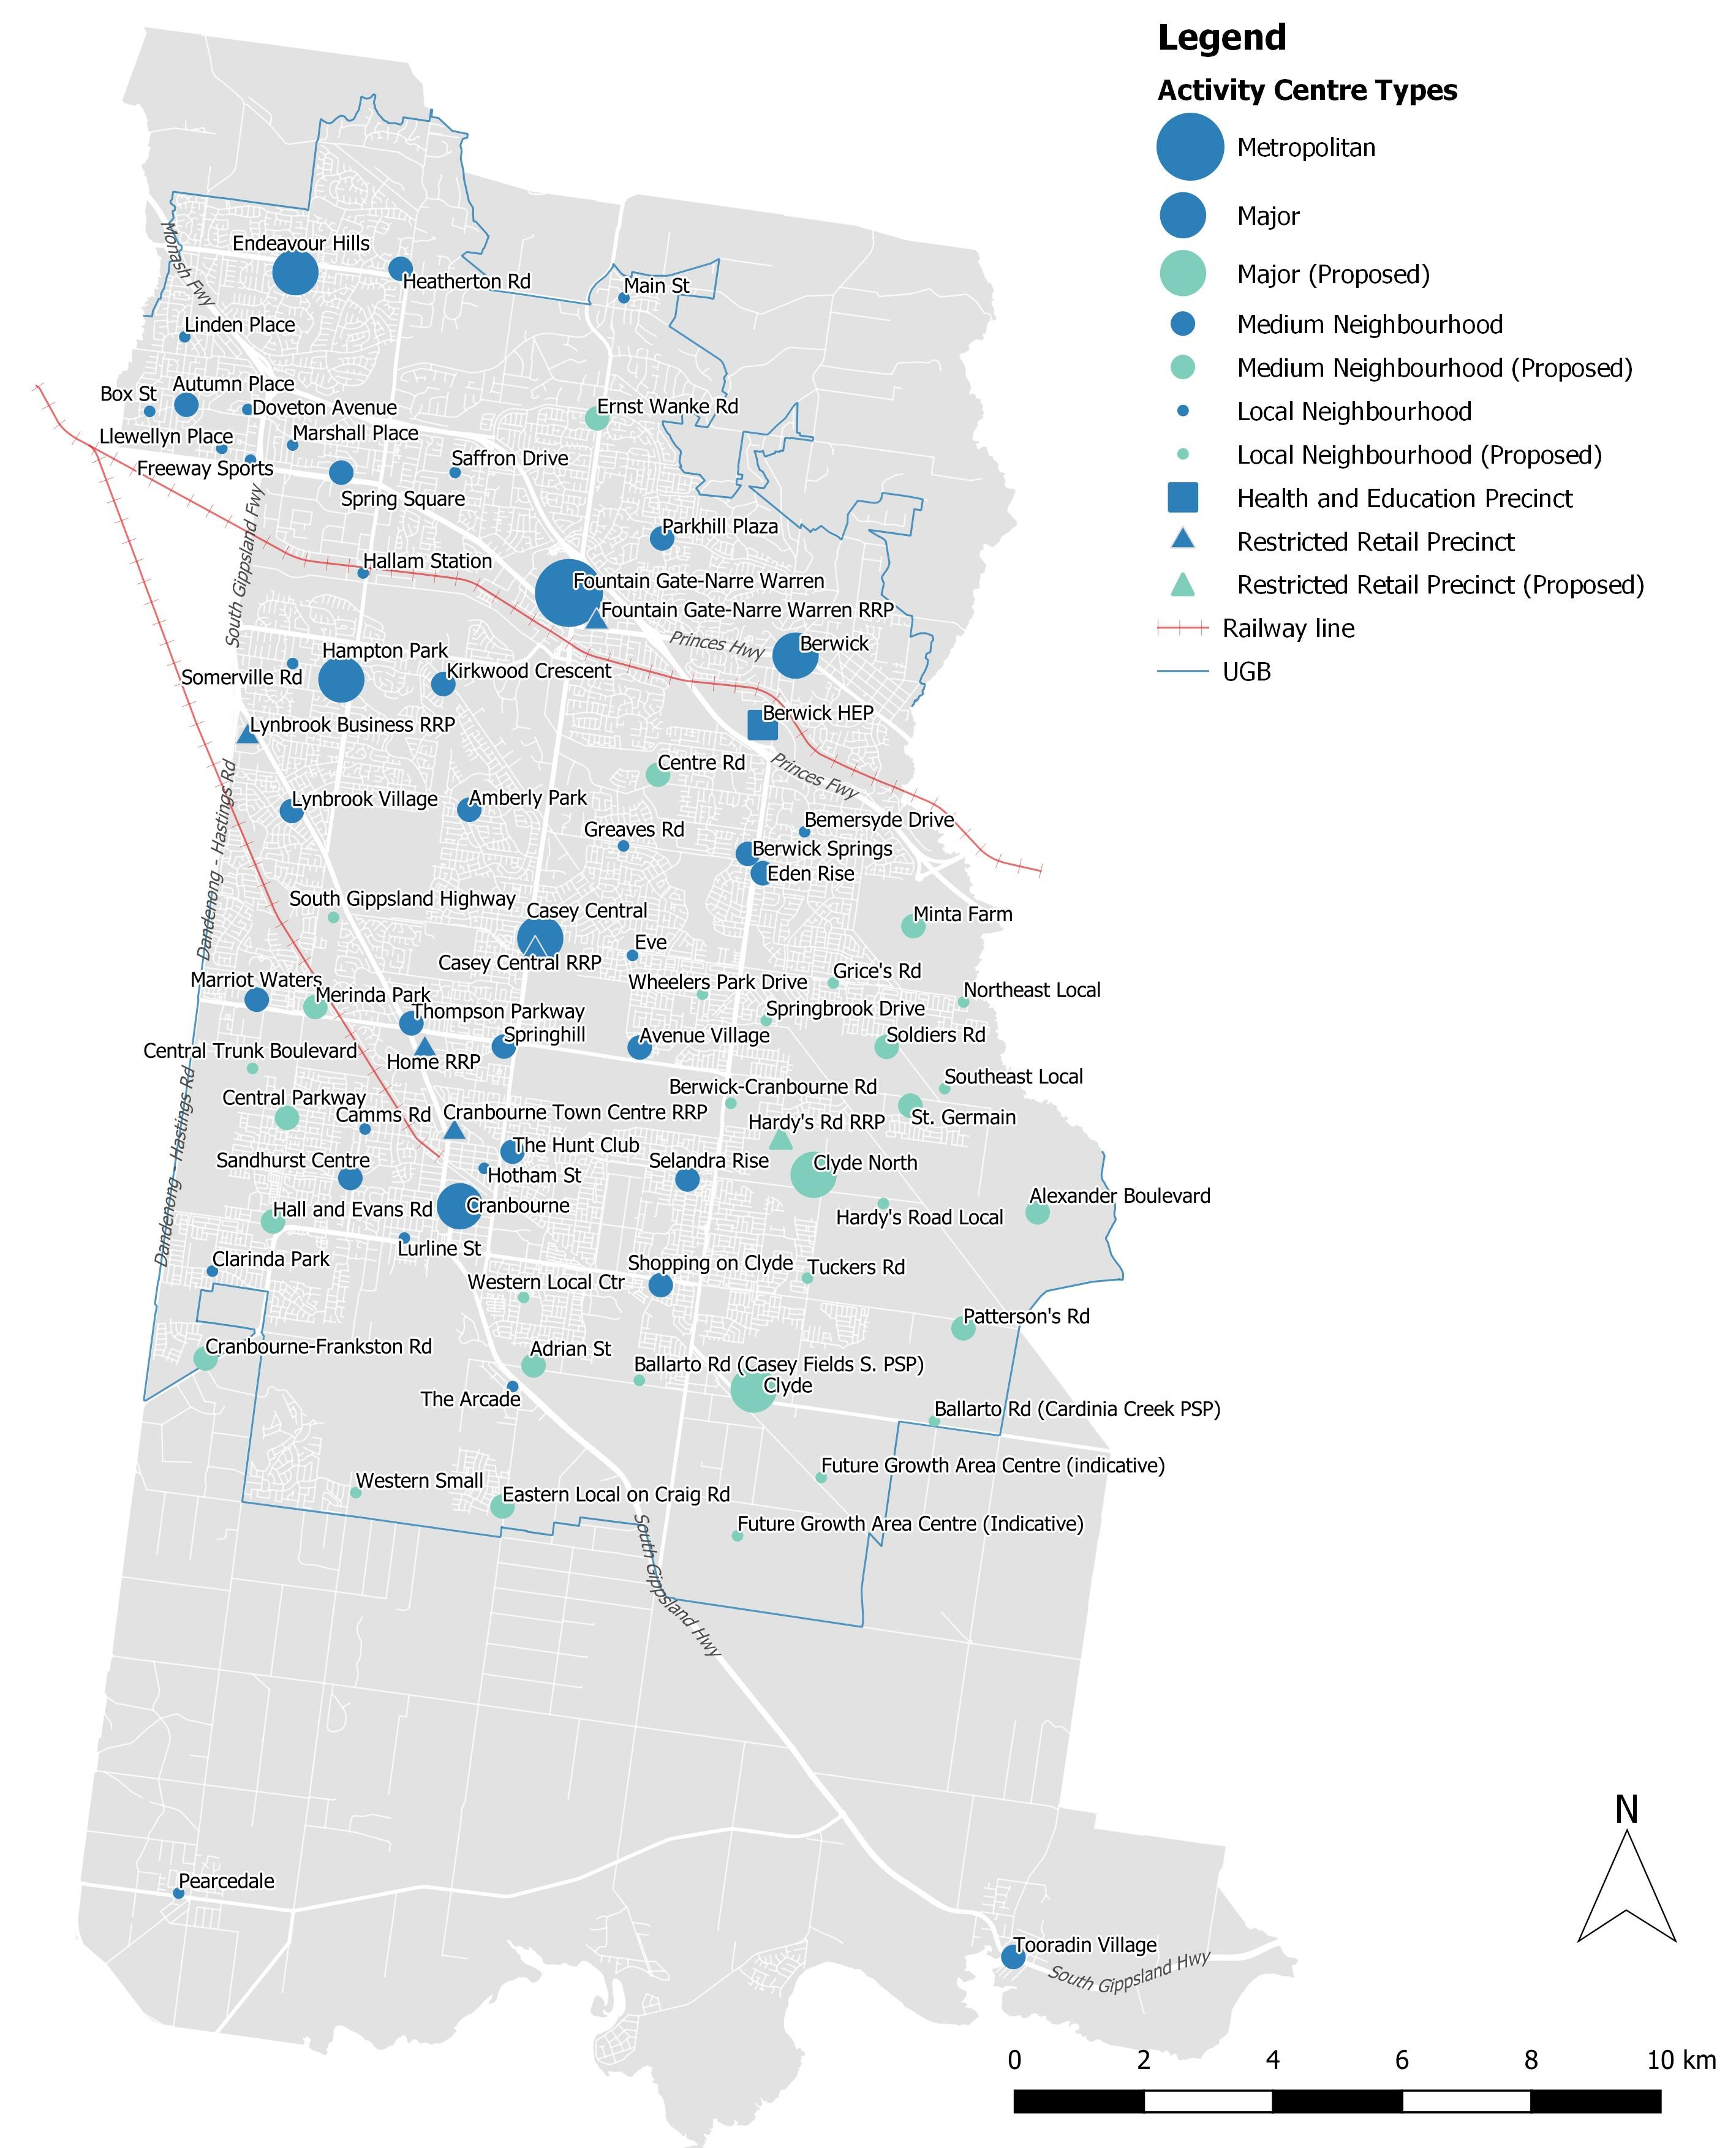 Legend
Activity Centre Types
Metropolitan
Major
Major (Proposed)
Medium Neighbourhood
Medium Neighbourhood (Proposed)
Local Neighbourhood
Local Neighbourhood (Proposed)
Health and Education Precinct
Restricted Retail Precinct
Restricted Retail Precinct (Proposed)
Railway line
UGB
Monash Fwy
Endeavour Hills
Heatherton Rd
Main St
Linden Place
Box St
Autumn Place
Doveton Avenue
Ernst Wanke Rd
Llewellyn Place
Marshall Place
Freeway Sports
Saffron Drive
Spring Square
South Gippsland Fwy
Parkhill Plaza
Hallam Station
Fountain Gate-Narre Warren
Fountain Gate-Narre Warren RRP
Princes Hwy
Berwick
Hampton Park
Somerville Rd
Kirkwood Crescent
Berwick HEP
Lynbrook Business RRP
Centre Rd
Princes Fwy
Lynbrook Village
Amberly Park
Dandenong - Hastings Rd
Greaves Rd
Bemersyde Drive
Berwick Springs
Eden Rise
South Gippsland Highway
Casey Central
Minta Farm
Eve
Casey Central RRP
Grice's Rd
Marriot Waters
Merinda Park
Wheelers Park Drive
Northeast Local
Thompson Parkway
Springbrook Drive
Springhill
Avenue Village
Soldiers Rd
Central Trunk Boulevard
Home RRP
Southeast Local
Berwick-Cranbourne Rd
Central Parkway
Camms Rd
Cranbourne Town Centre RRP
Hardy's Rd RRP
St. Germain
Dandenong - Hastings Rd
The Hunt Club
Sandhurst Centre
Selandra Rise
Clyde North
Hotham St
Alexander Boulevard
Hall and Evans Rd
Cranbourne
Hardy's Road Local
Lurline St
Clarinda Park
Shopping on Clyde
Tuckers Rd
Western Local Ctr
Patterson's Rd
Cranbourne-Frankston Rd
Adrian St
Ballarto Rd (Casey Fields S. PSP)
Clyde
The Arcade
Ballarto Rd (Cardinia Creek PSP)
Future Growth Area Centre (indicative)
Western Small
Eastern Local on Craig Rd
Future Growth Area Centre (Indicative)
South Gippsland Hwy
N
Pearcedale
Tooradin Village
South Gippsland Hwy
0 2 4 6 8 10 km